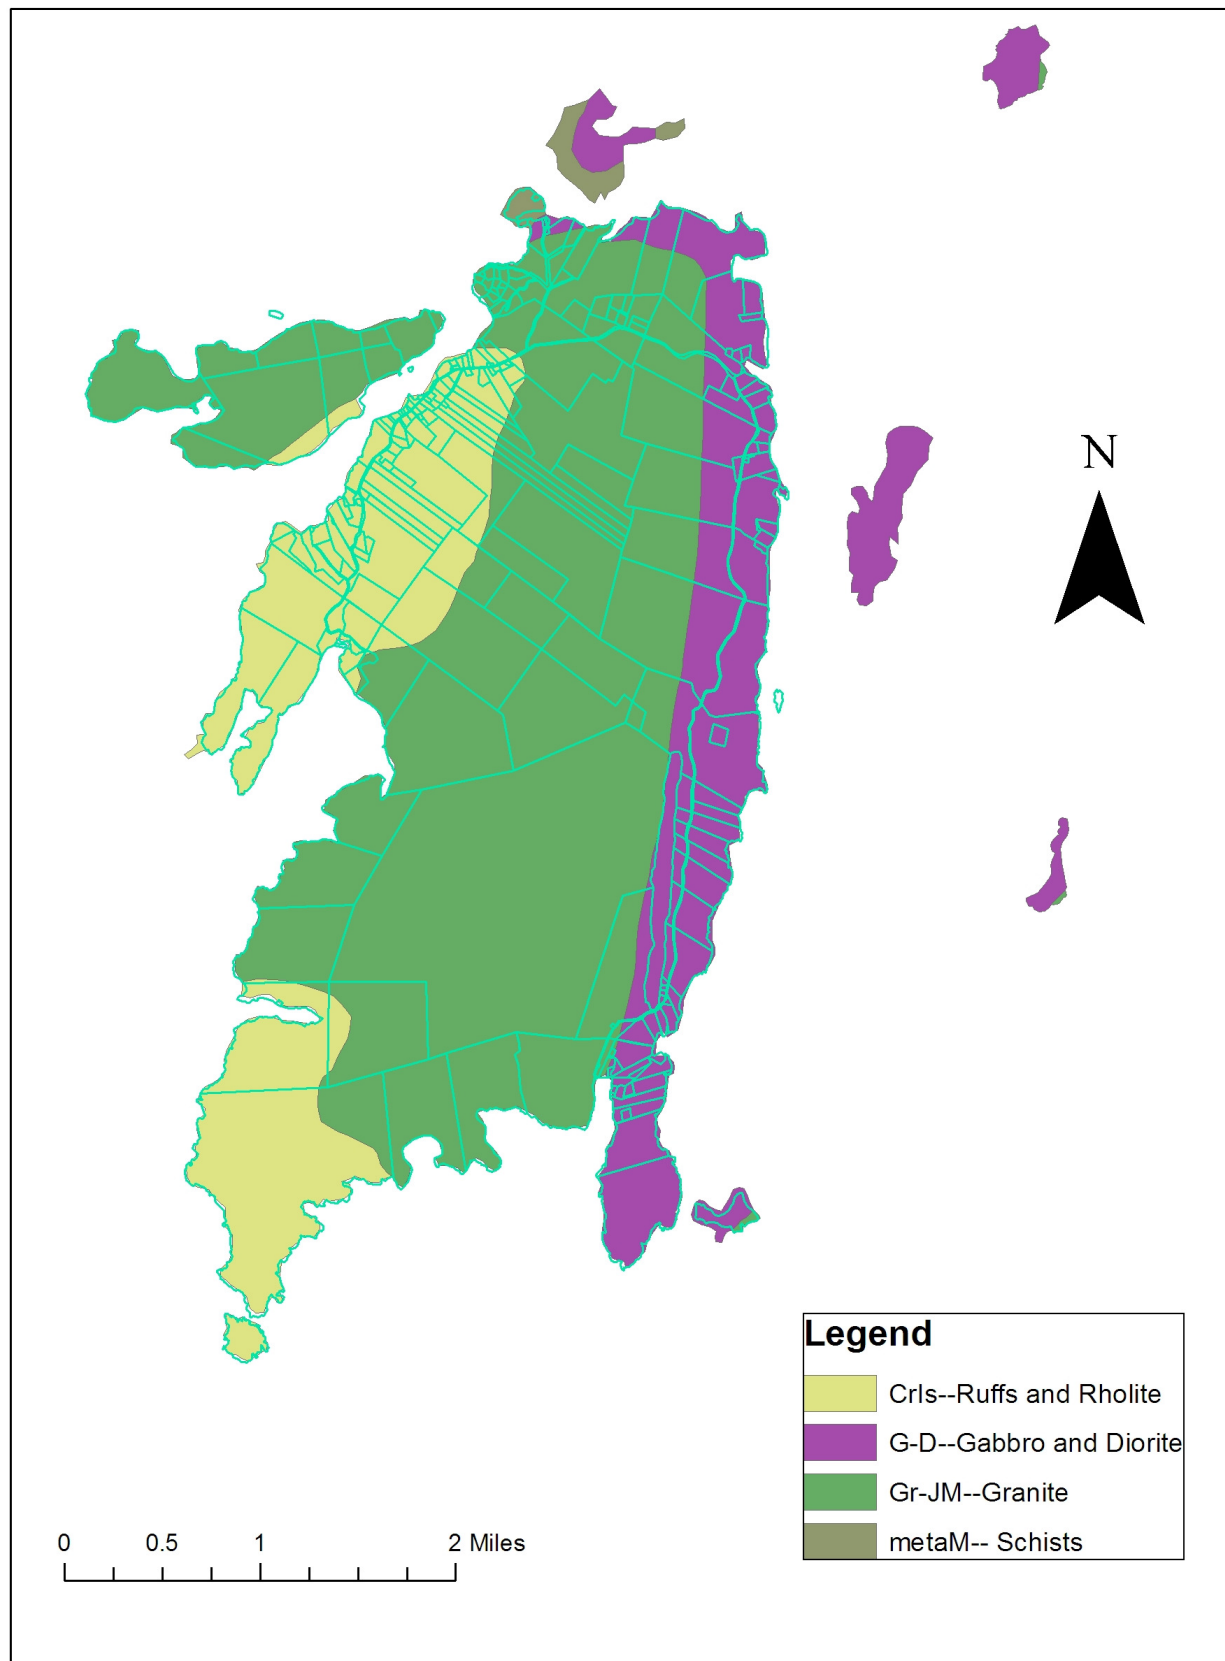 N
Legend
CrIs--Ruffs and Rholite
G-D--Gabbro and Diorite
Gr-JM--Granite
metaM-- Schists
0 0.5 1 2 Miles